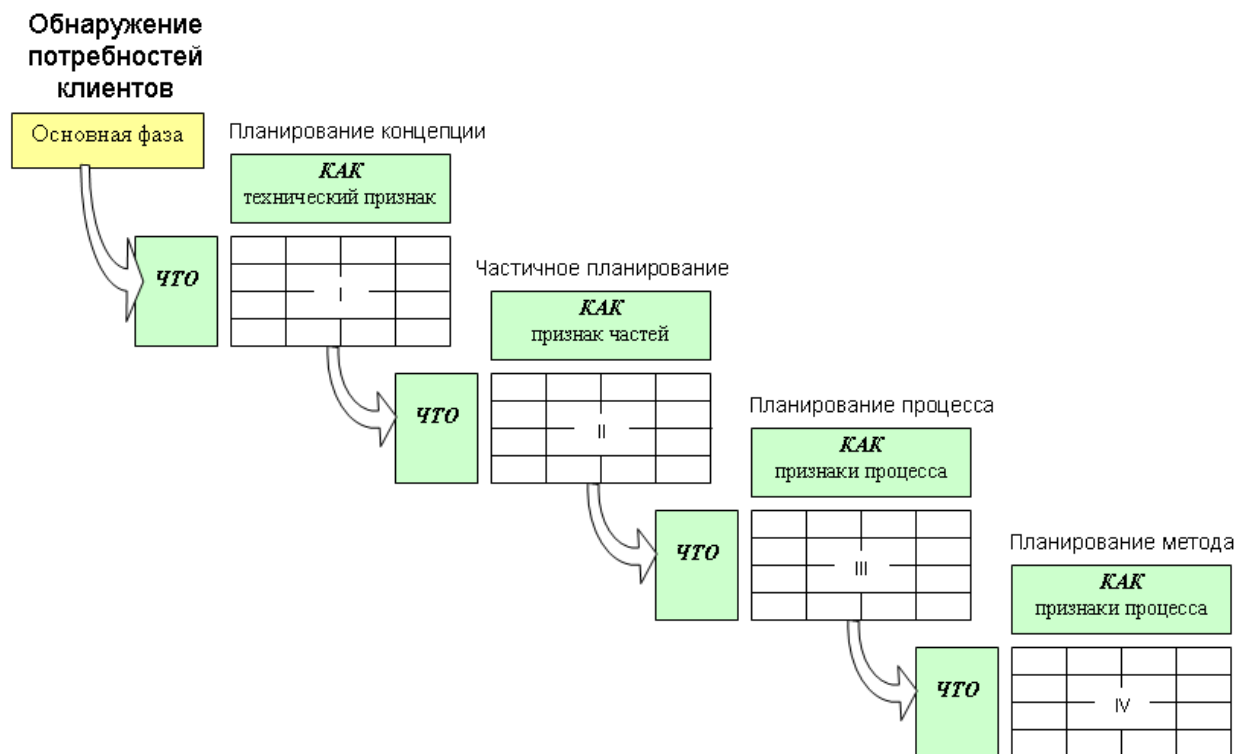 Обнаружение
потребностей
клиентов
Основная фаза
Планирование концепции
КАК
технический признак
ЧТО
I
Частичное планирование
КАК
признак частей
ЧТО
II
Планирование процесса
КАК
признаки процесса
ЧТО
III
Планирование метода
КАК
признаки процесса
ЧТО
IV